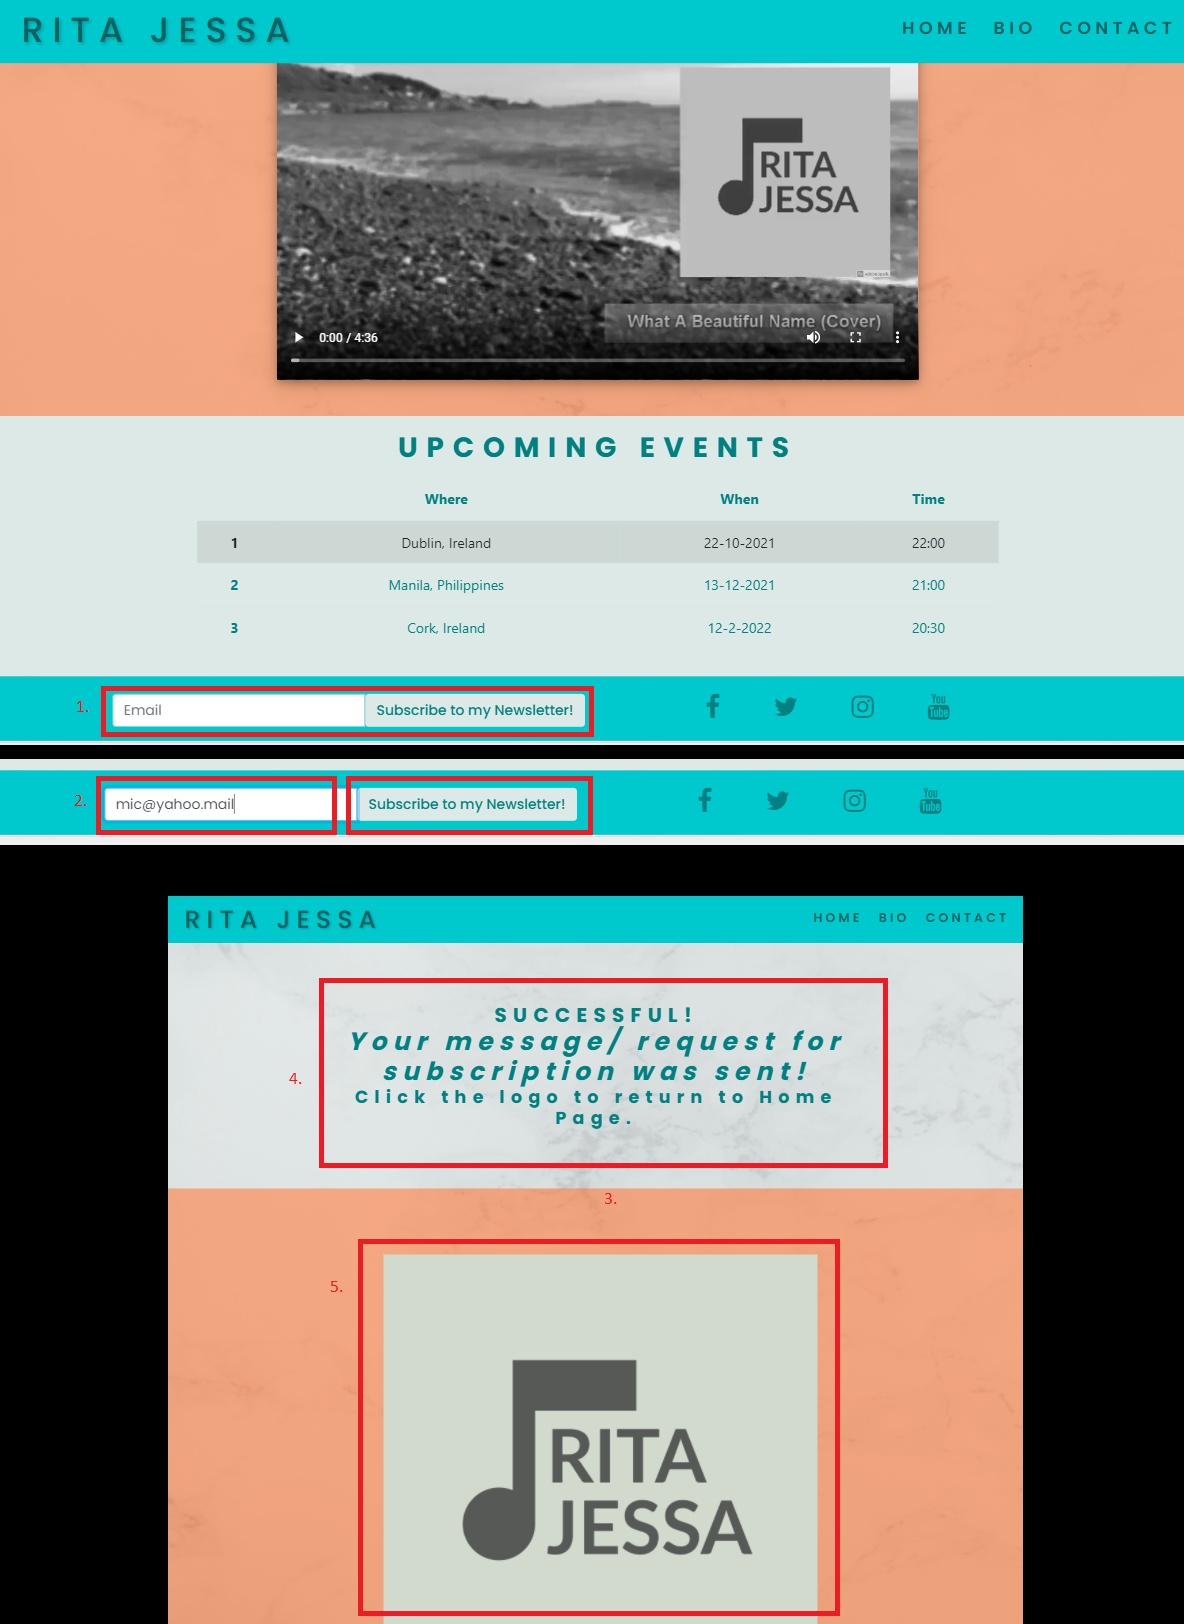 RITA JESSA
HOME BIO CONTACT
RITA
JESSA
What A Beautiful Name (Cover)
0:00 / 4:36
UPCOMING EVENTS
Where When Time
1 Dublin, Ireland 22-10-2021 22:00
2 Manila, Philippines 13-12-2021 21:00
3 Cork, Ireland 12-2-2022 20:30
1. Email Subscribe to my Newsletter!
You
Tube
2. mic@yahoo.mail Subscribe to my Newsletter!
You
Tube
RITA JESSA
HOME BIO CONTACT
SUCCESSFUL!
Your message/ request for
subscription was sent!
4.
Click the logo to return to Home
Page.
3.
5.
RITA
JESSA